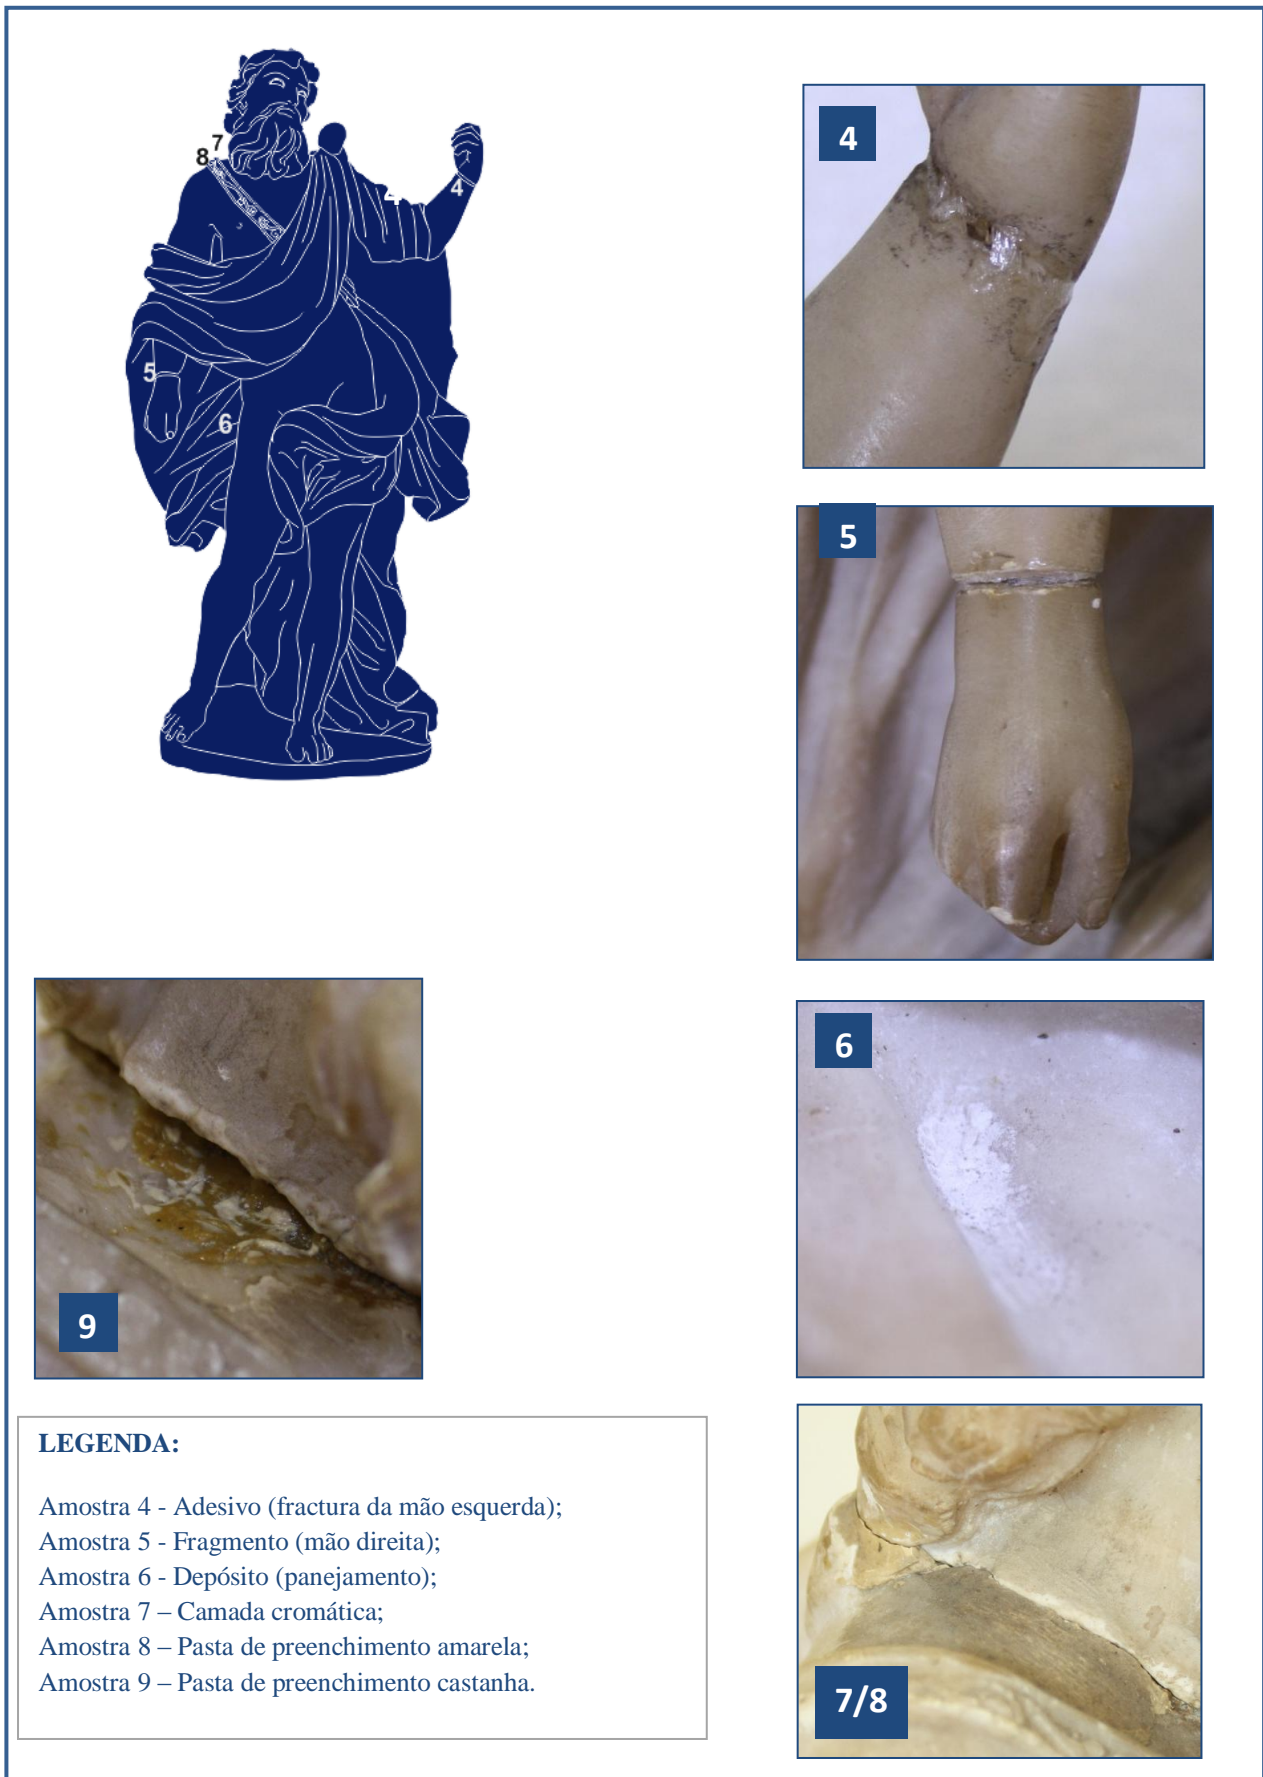 7
8
4
4
5
6
4
5
6
9
7/8
LEGENDA:
Amostra 4 - Adesivo (fractura da mão esquerda);
Amostra 5 - Fragmento (mão direita);
Amostra 6 - Depósito (panejamento);
Amostra 7 – Camada cromática;
Amostra 8 – Pasta de preenchimento amarela;
Amostra 9 – Pasta de preenchimento castanha.